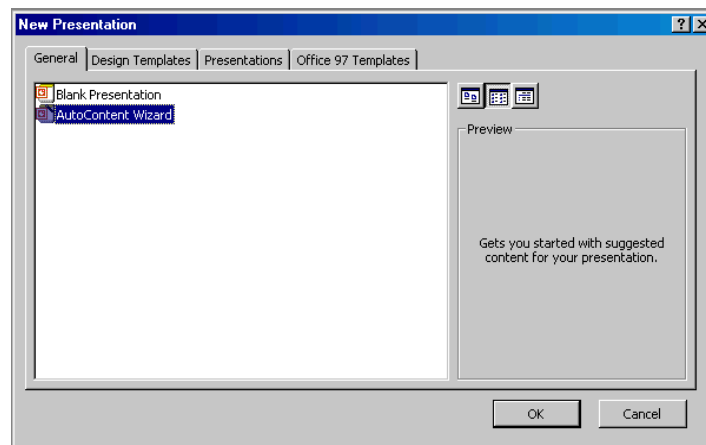 New Presentation
General Design Templates Presentations Office 97 Templates
Blank Presentation
AutoContent Wizard
Preview
Gets you started with suggested
content for your presentation.
OK Cancel